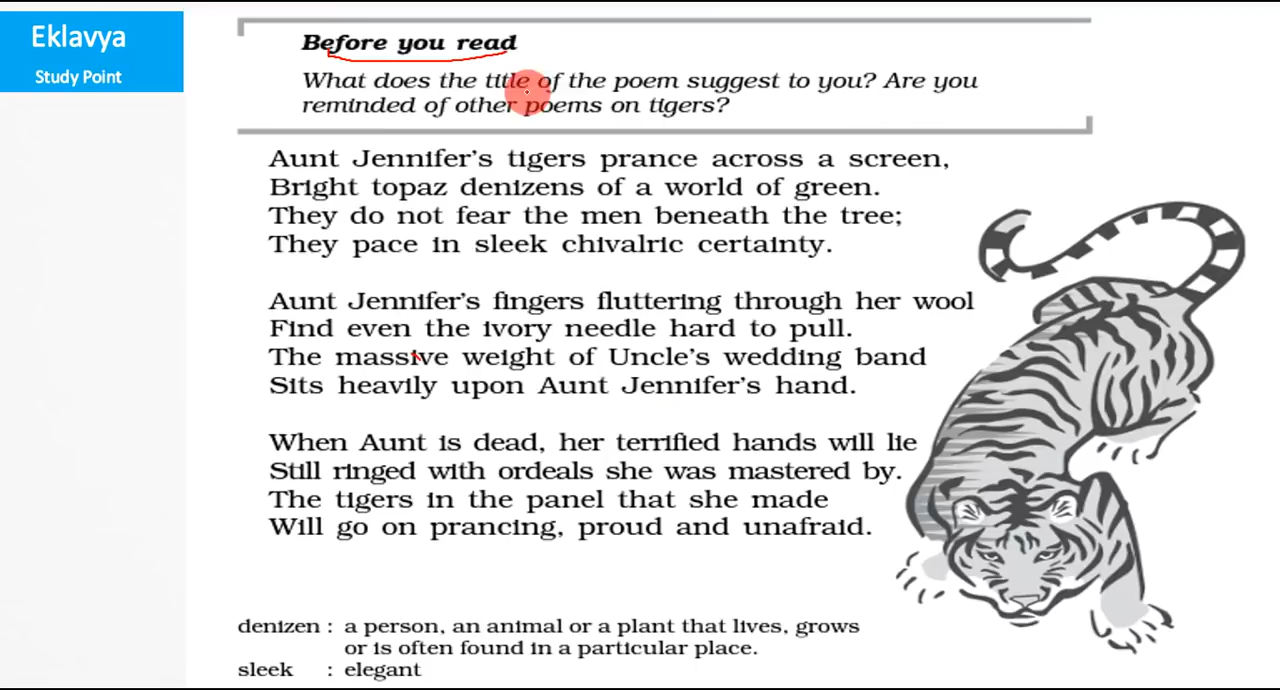 Eklavya
Study Point
Before you read
What does the title of the poem suggest to you? Are you
reminded of other poems on tigers?
Aunt Jennifer's tigers prance across a screen,
Bright topaz denizens of a world of green.
They do not fear the men beneath the tree;
They pace in sleek chivalric certainty.
Aunt Jennifer's fingers fluttering through her wool
Find even the ivory needle hard to pull.
The massive weight of Uncle's wedding band
Sits heavily upon Aunt Jennifer's hand.
When Aunt is dead, her terrified hands will lie
Still ringed with ordeals she was mastered by.
The tigers in the panel that she made
Will go on prancing, proud and unafraid.
denizen : a person, an animal or a plant that lives, grows
or is often found in a particular place.
sleek : elegant